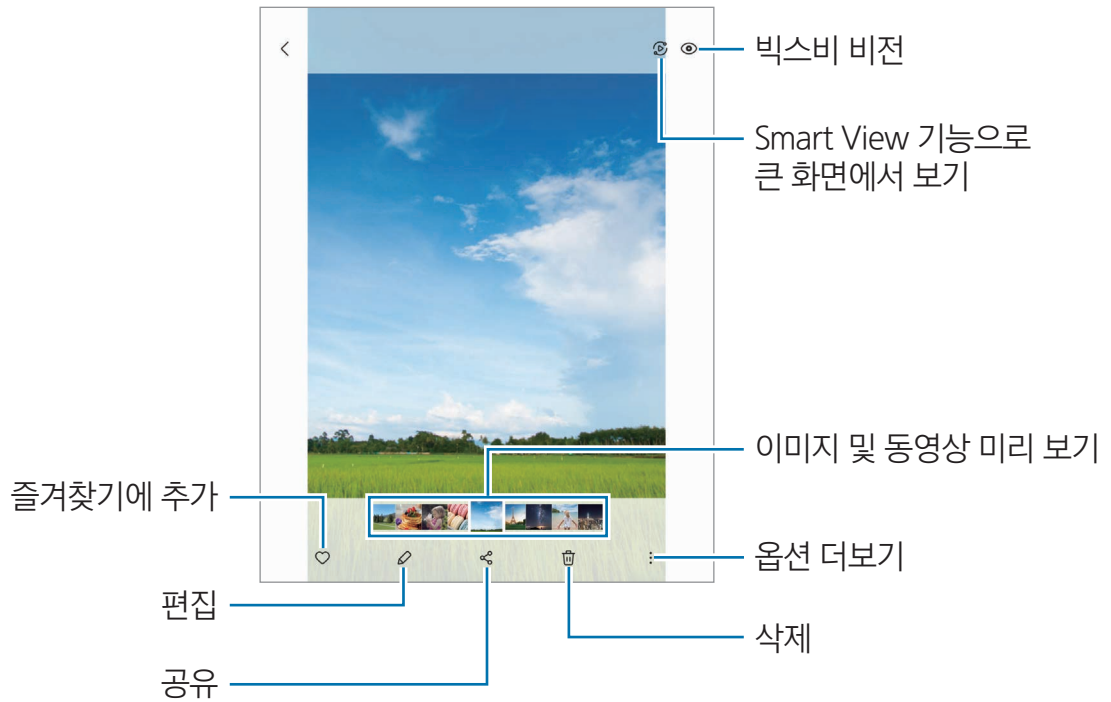 빅스비 비전
Smart View 기능으로
큰 화면에서 보기
이미지 및 동영상 미리 보기
즐겨찾기에 추가
옵션 더보기
편집
삭제
공유